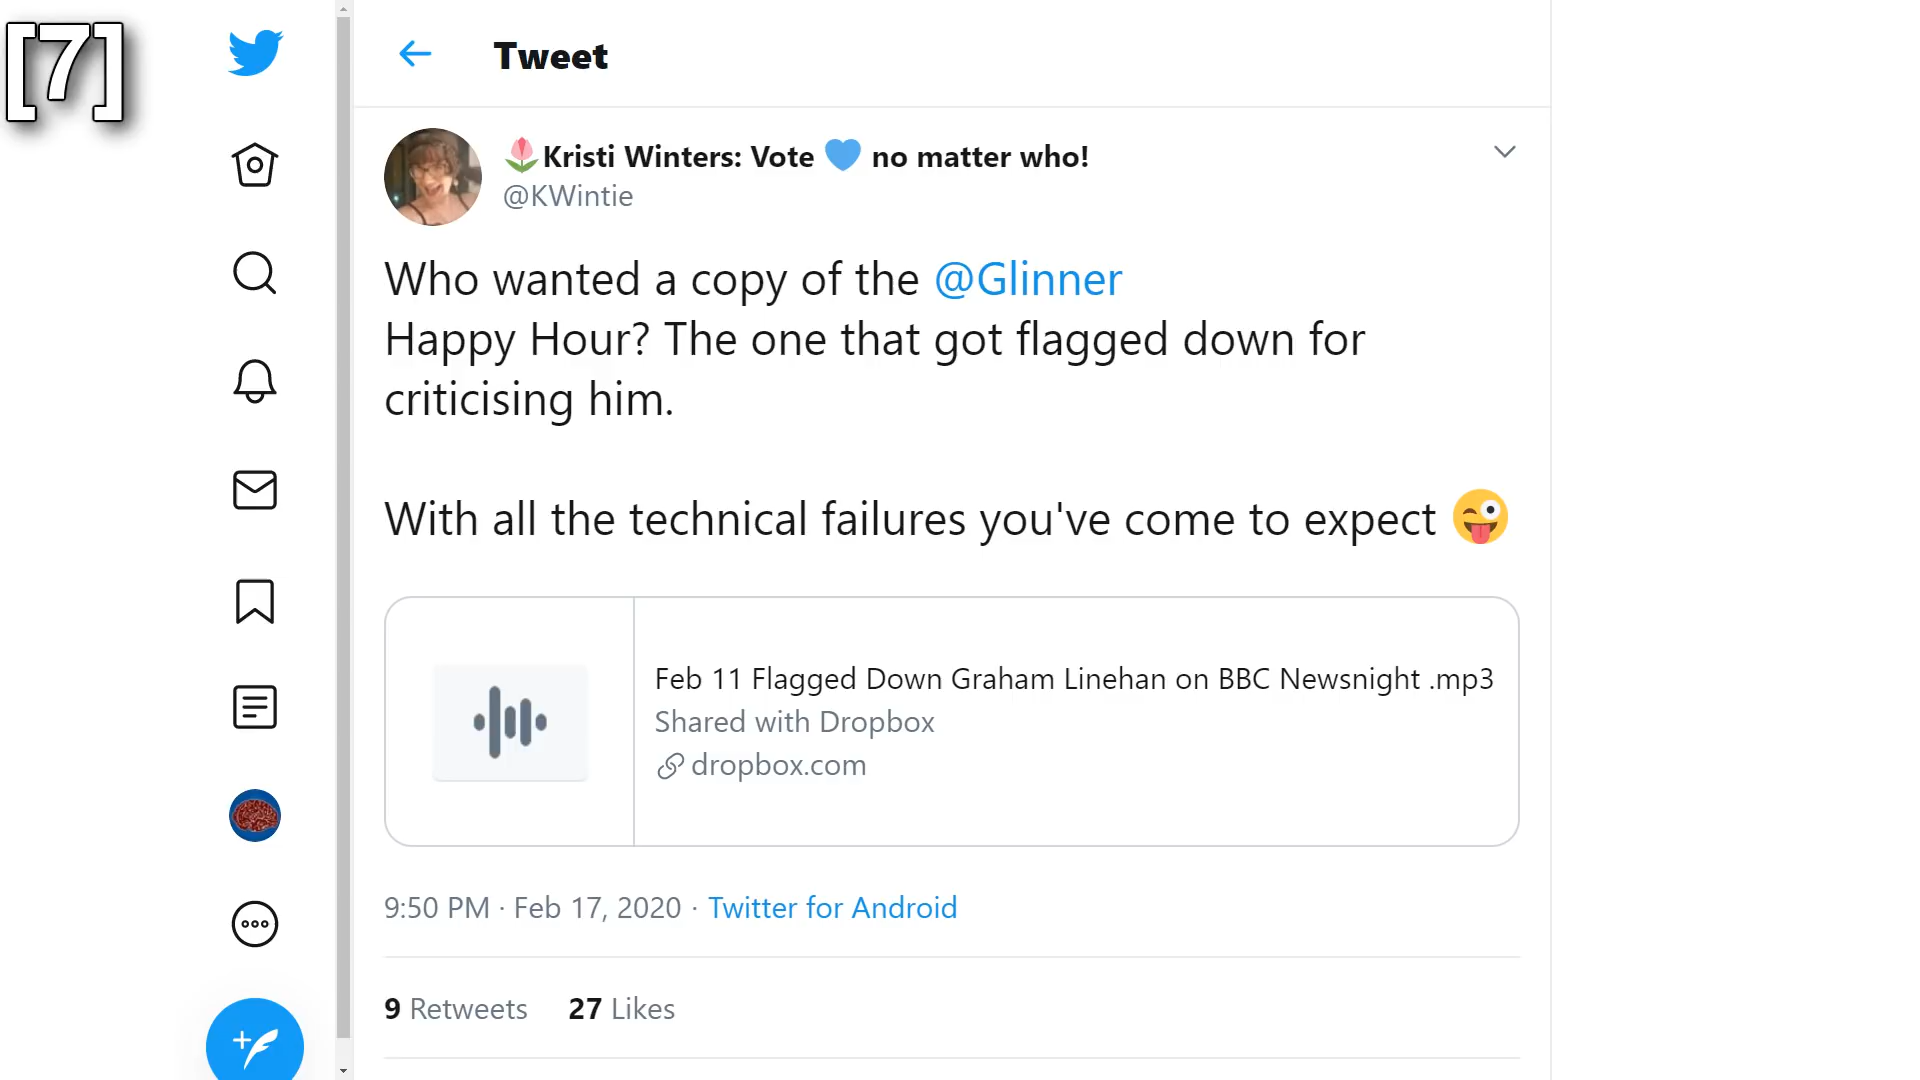 [7]
Tweet
🌷Kristi Winters: Vote 💙 no matter who!
@KWintie
Who wanted a copy of the @Glinner
Happy Hour? The one that got flagged down for
criticising him.
With all the technical failures you've come to expect 😜
Feb 11 Flagged Down Graham Linehan on BBC Newsnight .mp3
Shared with Dropbox
dropbox.com
9:50 PM · Feb 17, 2020 · Twitter for Android
9 Retweets 27 Likes